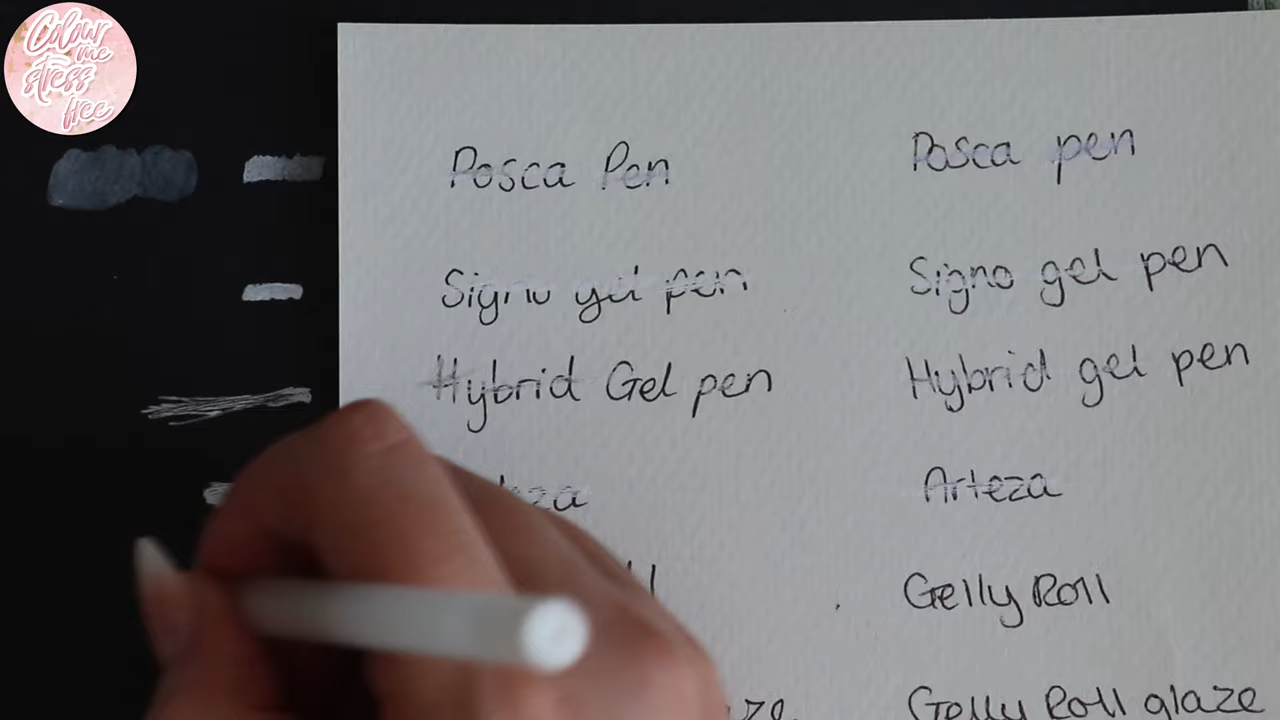 Colour
me
stress
free
Posca Pen
Posca pen
Signo gel pen
Signo gel pen
Hybrid Gel pen
Hybrid gel pen
Arteza
Gelly Roll
Gelly Roll glaze